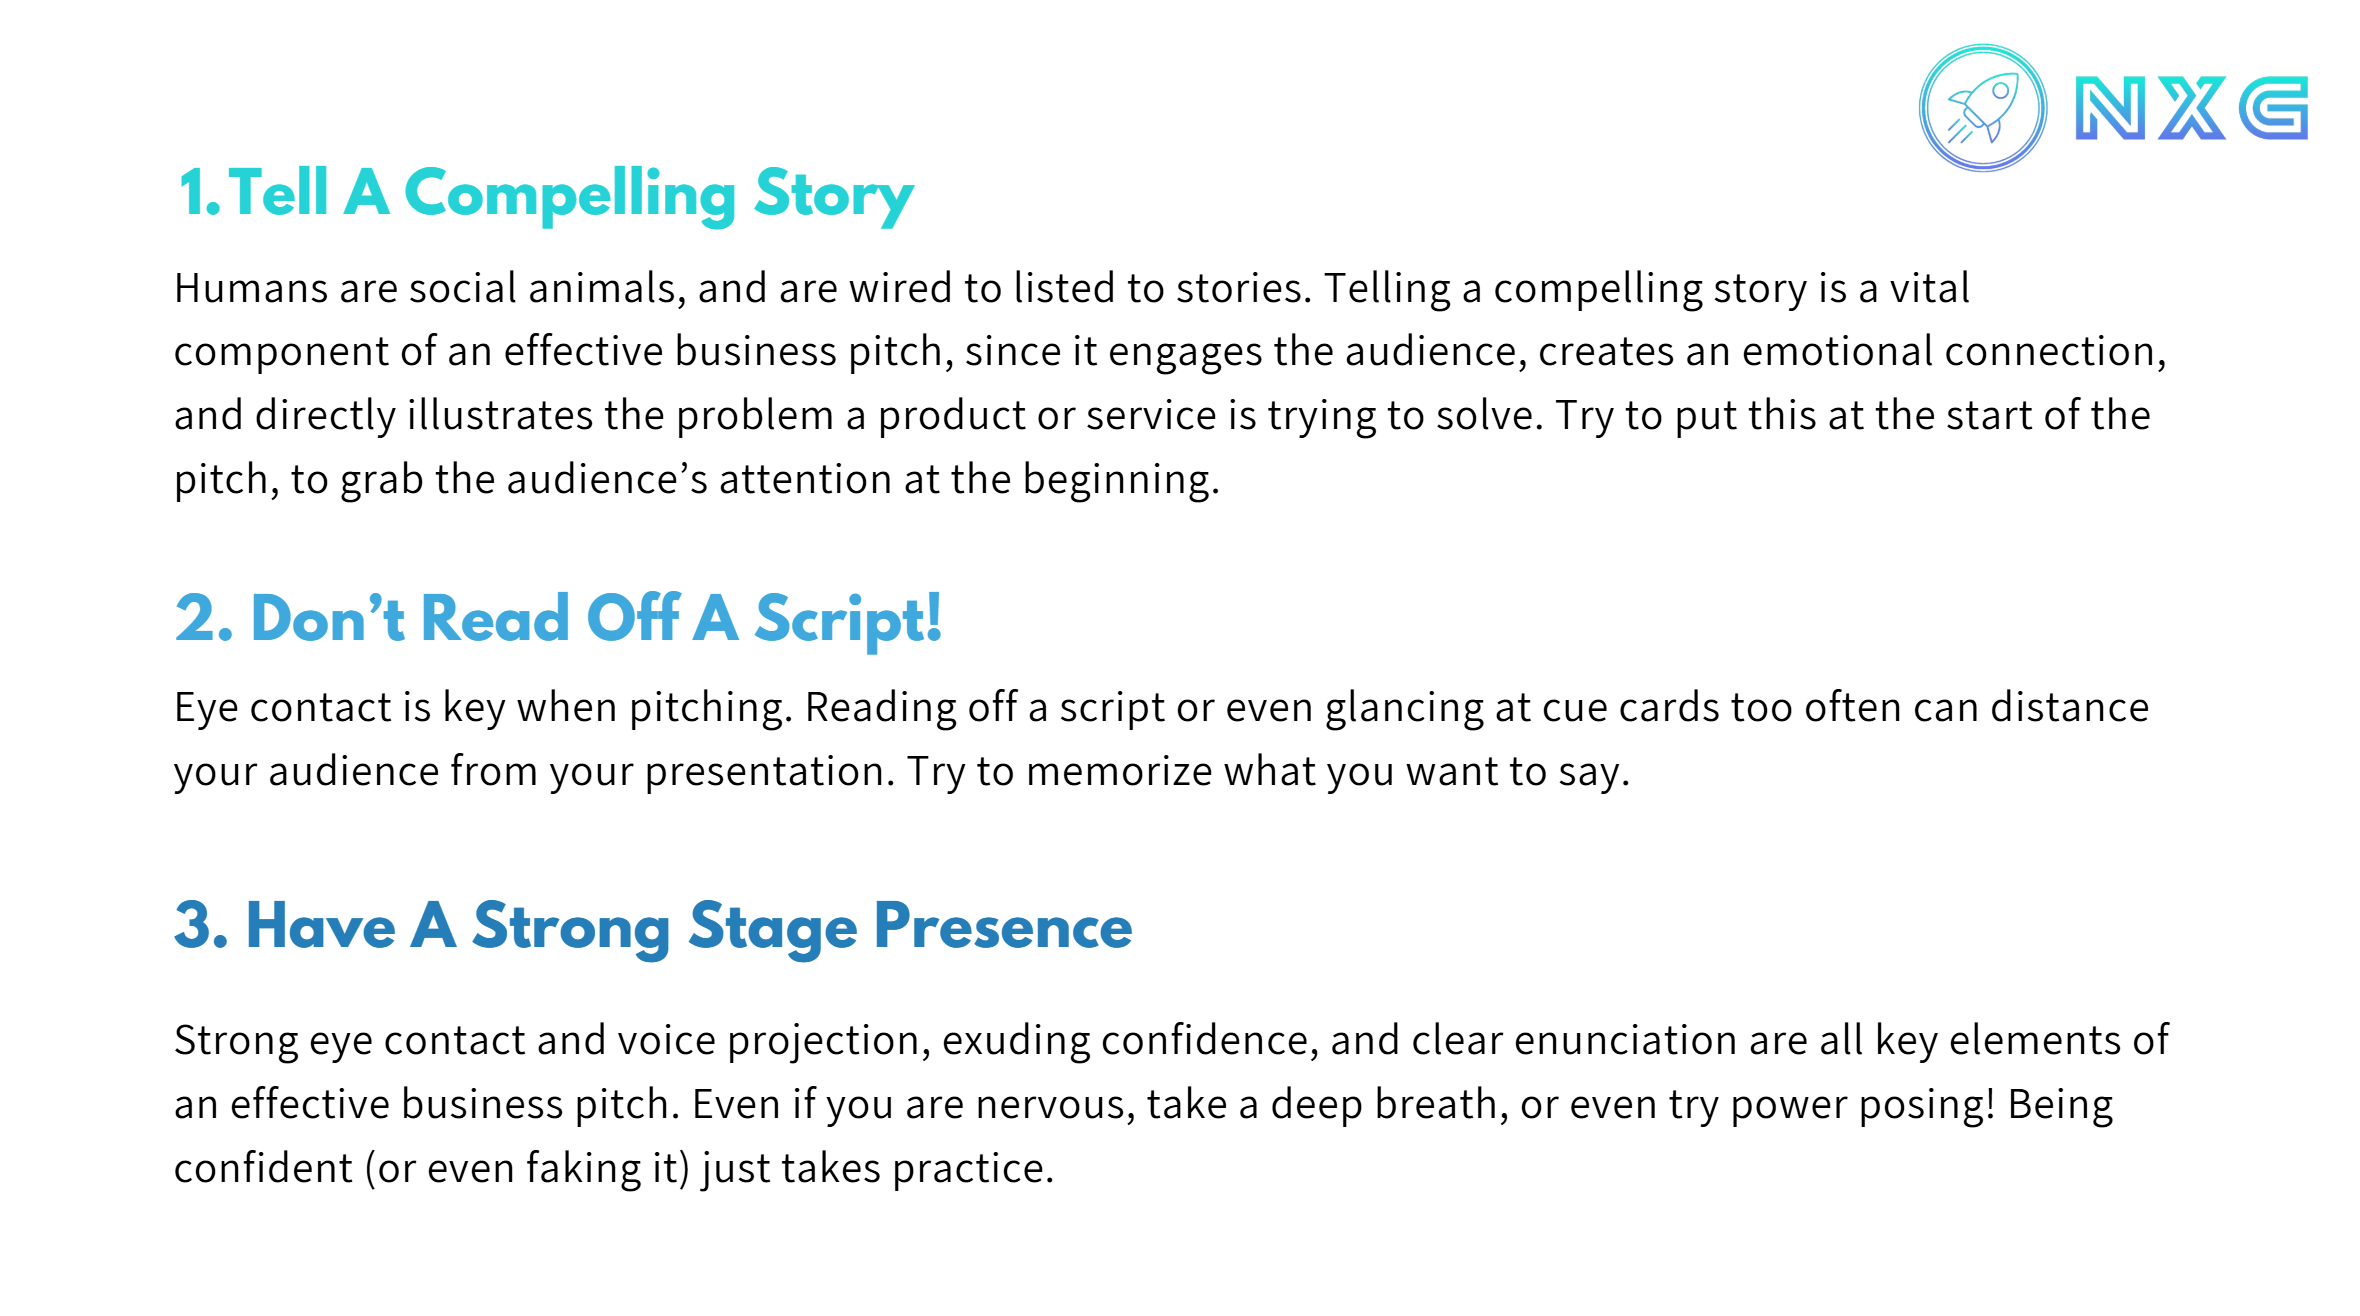 NXG
1. Tell A Compelling Story
Humans are social animals, and are wired to listed to stories. Telling a compelling story is a vital
component of an effective business pitch, since it engages the audience, creates an emotional connection,
and directly illustrates the problem a product or service is trying to solve. Try to put this at the start of the
pitch, to grab the audience’s attention at the beginning.
2. Don’t Read Off A Script!
Eye contact is key when pitching. Reading off a script or even glancing at cue cards too often can distance
your audience from your presentation. Try to memorize what you want to say.
3. Have A Strong Stage Presence
Strong eye contact and voice projection, exuding confidence, and clear enunciation are all key elements of
an effective business pitch. Even if you are nervous, take a deep breath, or even try power posing! Being
confident (or even faking it) just takes practice.